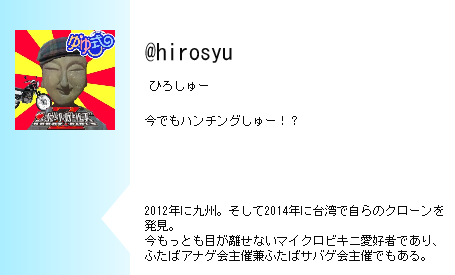 ゆゆ式
@hirosyu
ひろしゅー
今でもハンチングしゅー！？
2012年に九州。そして2014年に台湾で自らのクローンを
発見。
今もっとも目が離せないマイクロビキニ愛好者であり、
ふたばアナゲ会主催兼ふたばサバゲ会主催でもある。